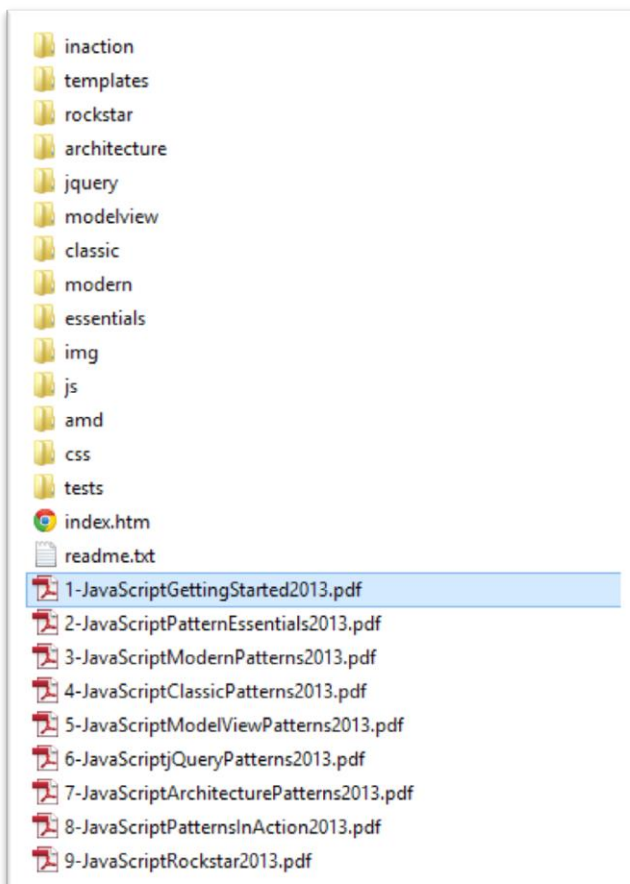 inaction
templates
rockstar
architecture
jquery
modelview
classic
modern
essentials
img
js
amd
css
tests
index.htm
readme.txt
1-JavaScriptGettingStarted2013.pdf
2-JavaScriptPatternEssentials2013.pdf
3-JavaScriptModernPatterns2013.pdf
4-JavaScriptClassicPatterns2013.pdf
5-JavaScriptModelViewPatterns2013.pdf
6-JavaScriptjQueryPatterns2013.pdf
7-JavaScriptArchitecturePatterns2013.pdf
8-JavaScriptPatternsInAction2013.pdf
9-JavaScriptRockstar2013.pdf